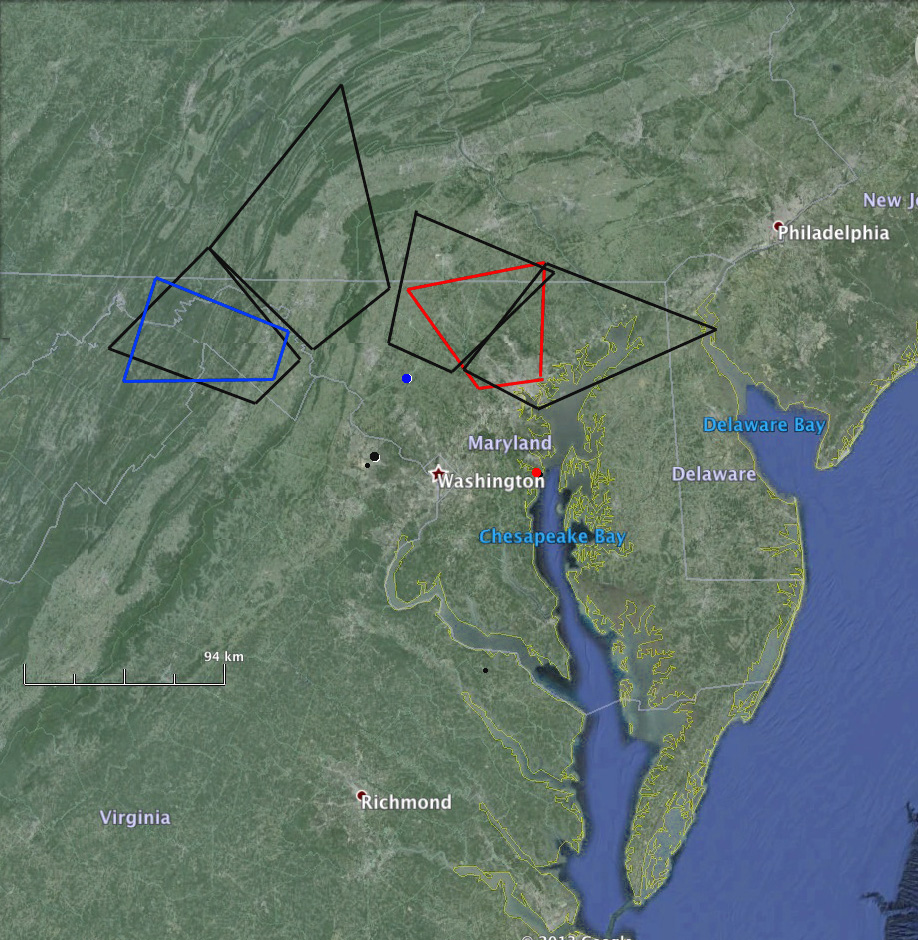 New Je
Philadelphia
Delaware Bay
Maryland
Delaware
Washington
Chesapeake Bay
94 km
Richmond
Virginia